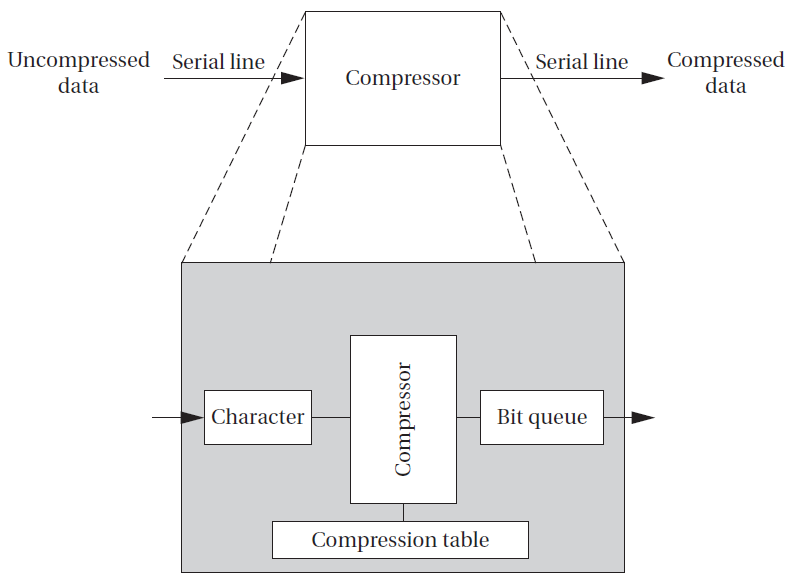 Uncompressed
data
Serial line
Compressor
Serial line
Compressed
data
Character
Compressor
Bit queue
Compression table